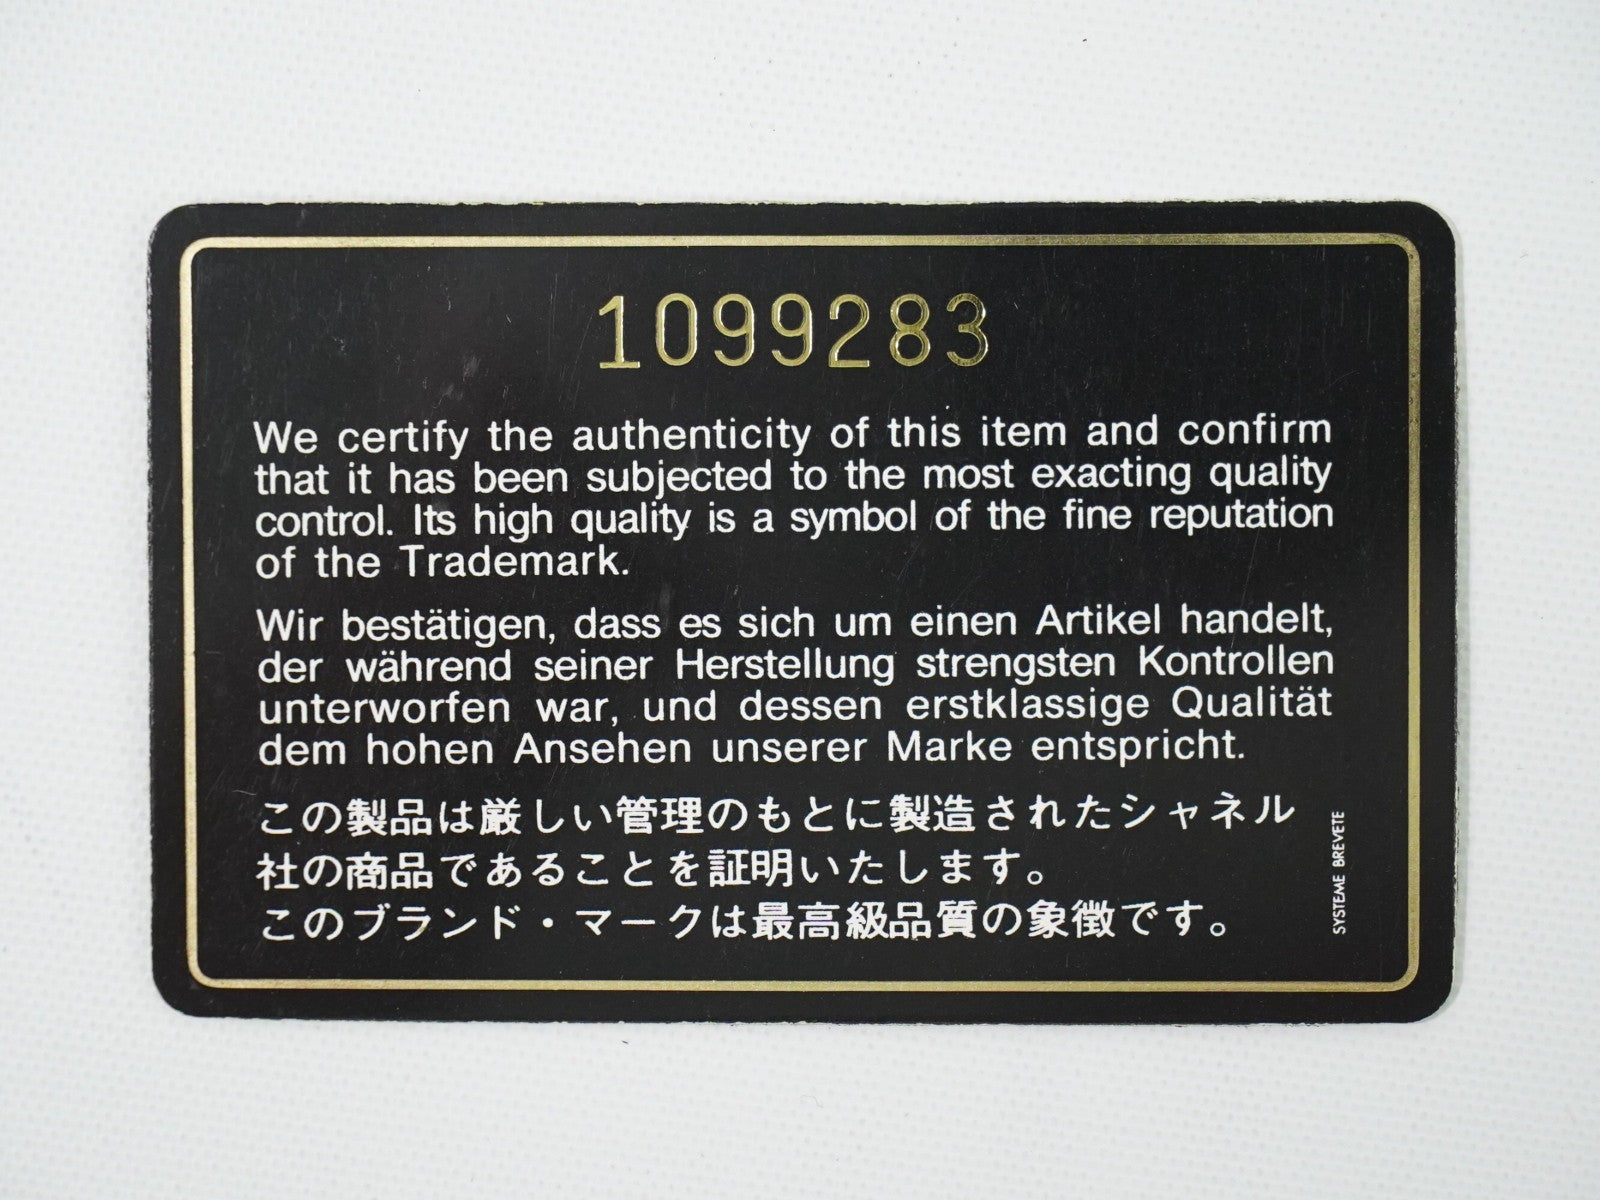 1099283
We certify the authenticity of this item and confirm
that it has been subjected to the most exacting quality
control. Its high quality is a symbol of the fine reputation
of the Trademark.
Wir bestätigen, dass es sich um einen Artikel handelt,
der während seiner Herstellung strengsten Kontrollen
unterworfen war, und dessen erstklassige Qualität
dem hohen Ansehen unserer Marke entspricht.
この製品は厳しい管理のもとに製造されたシャネル
社の商品であることを証明いたします。
このブランド・マークは最高級品質の象徴です。
SYSTEME BREVETE